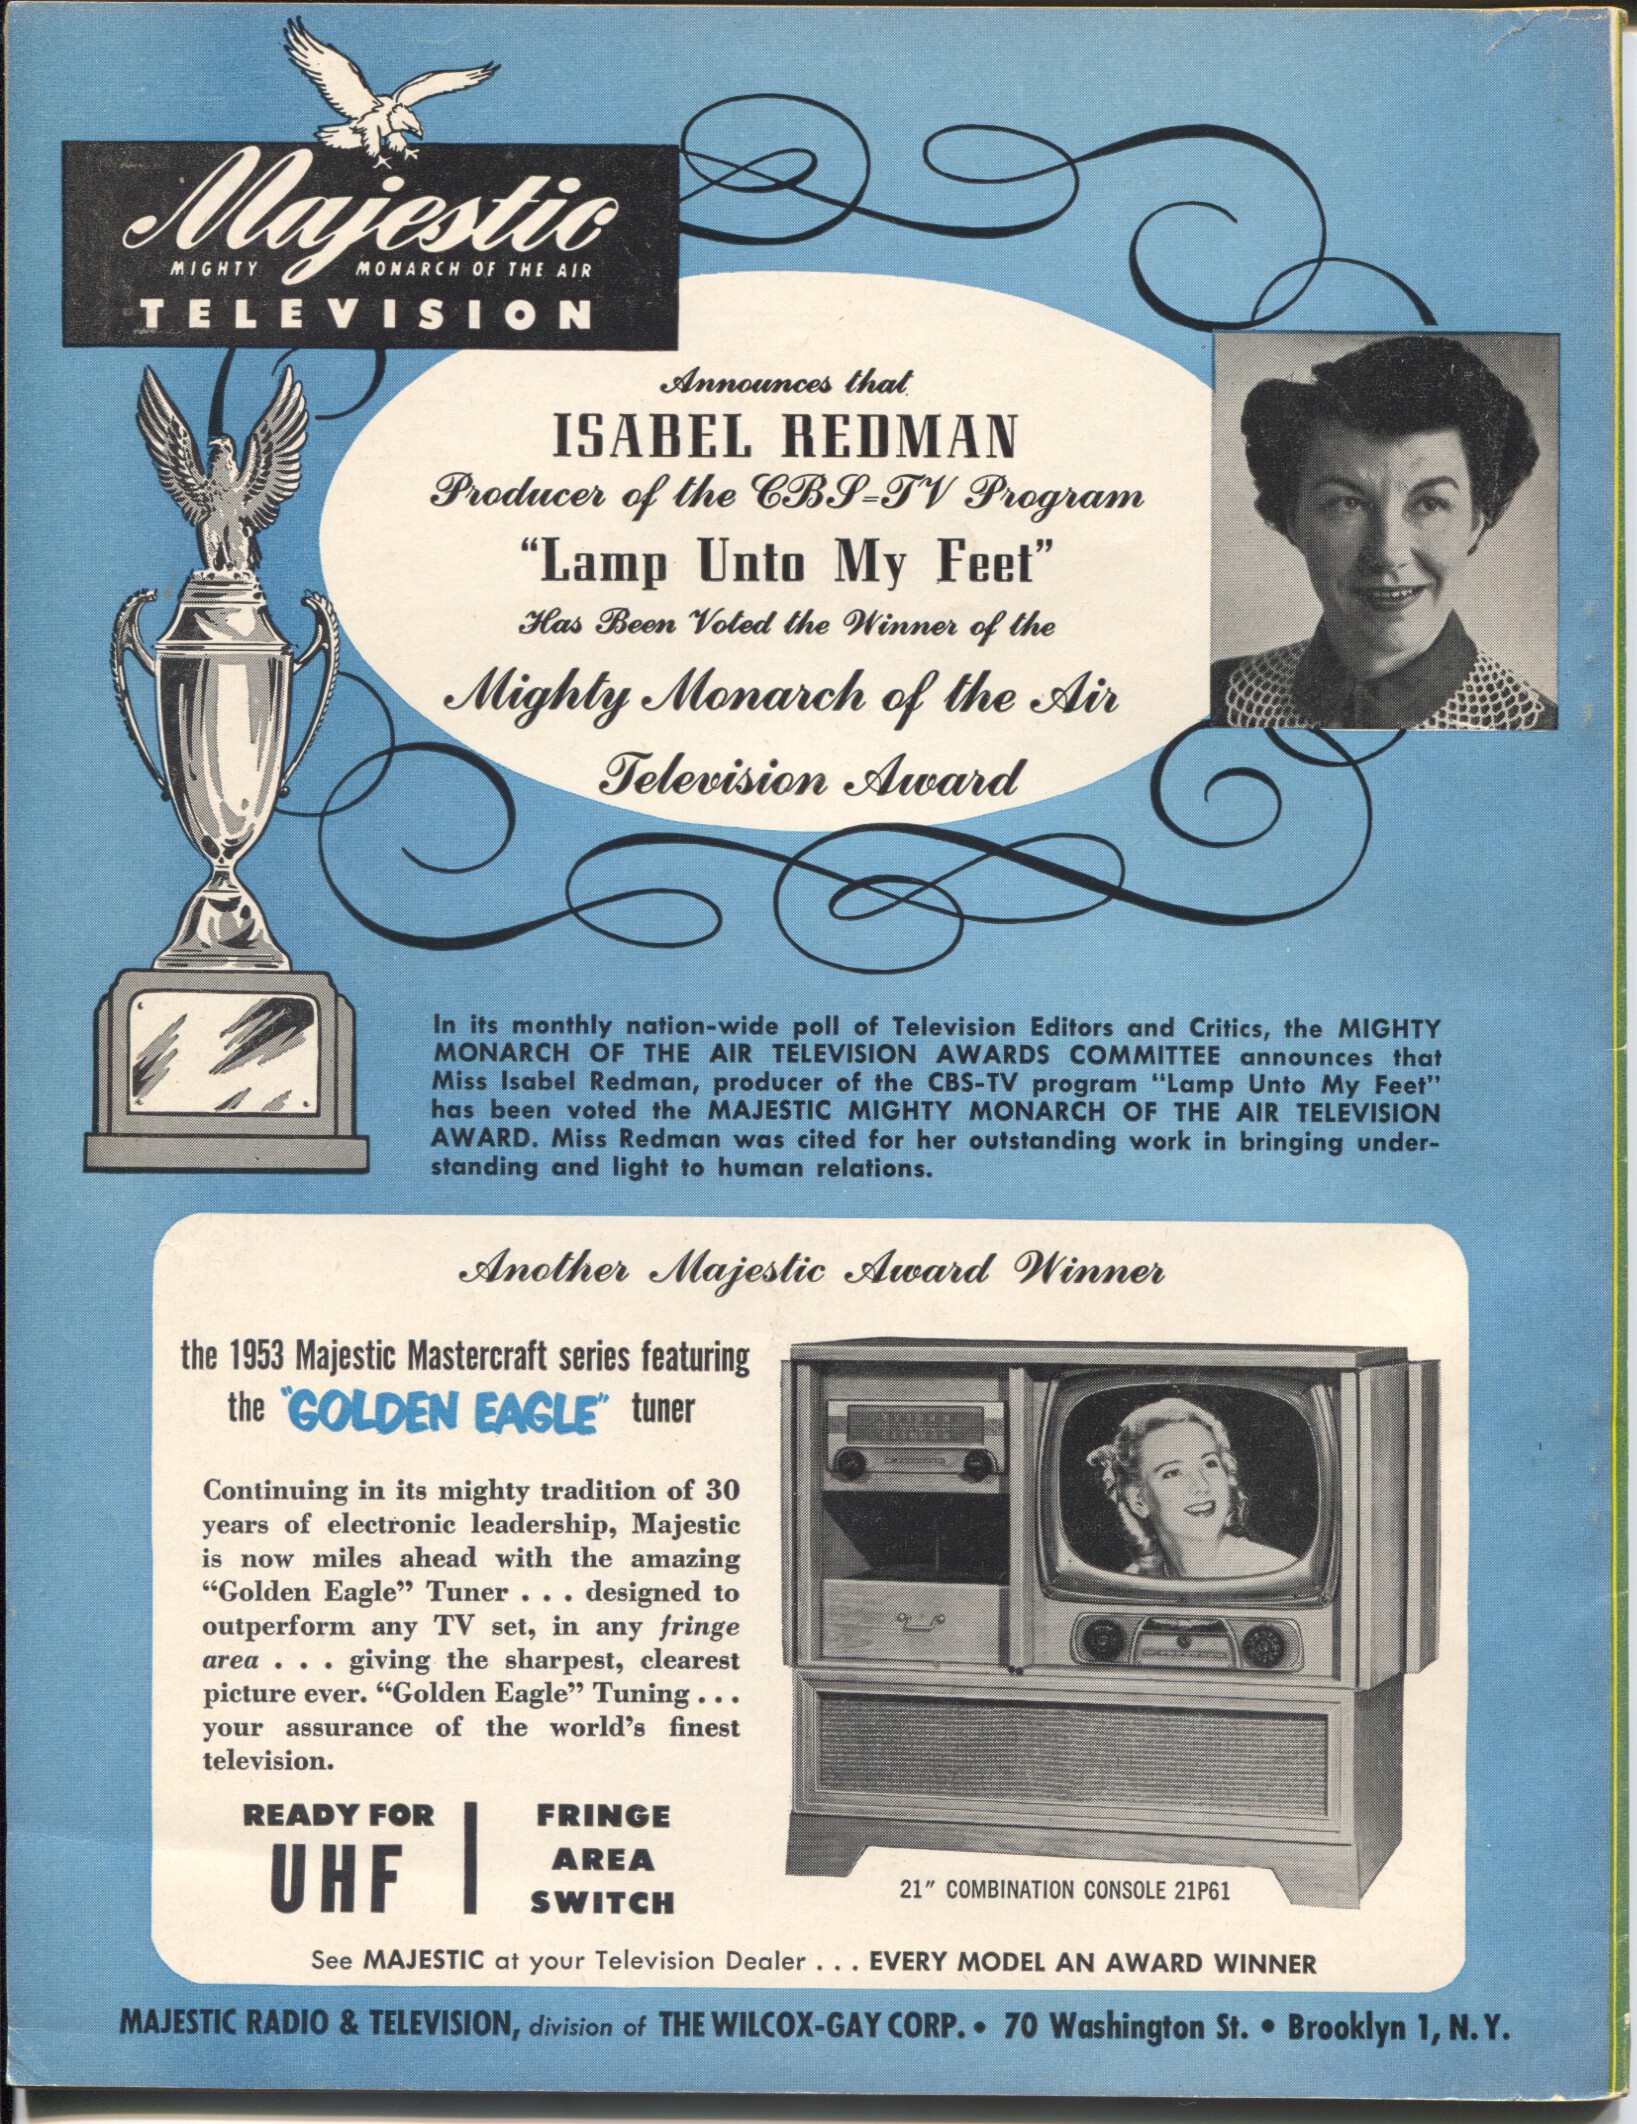 Majestic
MIGHTY MONARCH OF THE AIR
TELEVISION
Announces that
ISABEL REDMAN
Producer of the CBS-TV Program
“Lamp Unto My Feet”
Has Been Voted the Winner of the
Mighty Monarch of the Air
Television Award
In its monthly nation-wide poll of Television Editors and Critics, the MIGHTY
MONARCH OF THE AIR TELEVISION AWARDS COMMITTEE announces that
Miss Isabel Redman, producer of the CBS-TV program “Lamp Unto My Feet”
has been voted the MAJESTIC MIGHTY MONARCH OF THE AIR TELEVISION
AWARD. Miss Redman was cited for her outstanding work in bringing under-
standing and light to human relations.
Another Majestic Award Winner
the 1953 Majestic Mastercraft series featuring
the “GOLDEN EAGLE” tuner
Continuing in its mighty tradition of 30
years of electronic leadership, Majestic
is now miles ahead with the amazing
“Golden Eagle” Tuner . . . designed to
outperform any TV set, in any fringe
area . . . giving the sharpest, clearest
picture ever. “Golden Eagle” Tuning . . .
your assurance of the world’s finest
television.
READY FOR
UHF
FRINGE
AREA
SWITCH
21” COMBINATION CONSOLE 21P61
See MAJESTIC at your Television Dealer . . . EVERY MODEL AN AWARD WINNER
MAJESTIC RADIO & TELEVISION, division of THE WILCOX-GAY CORP. • 70 Washington St. • Brooklyn 1, N. Y.